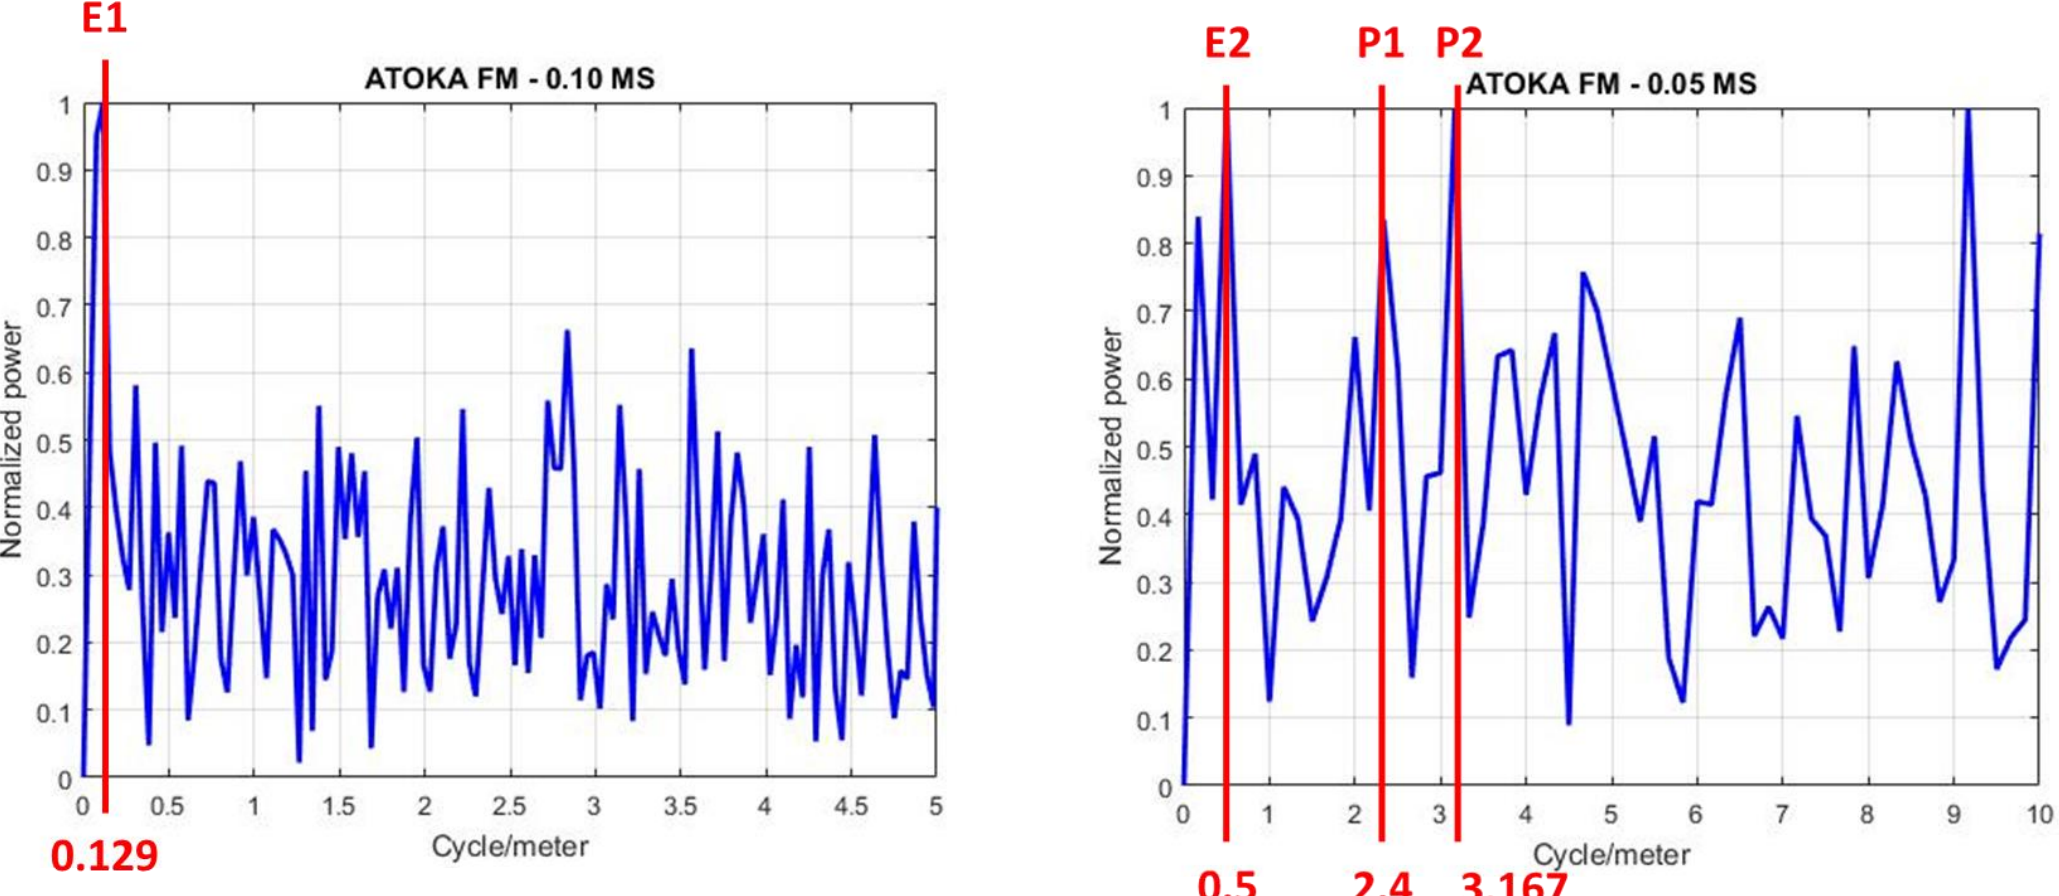 E1
ATOKA FM - 0.10 MS
1
0.9
0.8
0.7
0.6
0.5
0.4
0.3
0.2
0.1
0
Normalized power
0 0.5 1 1.5 2 2.5 3 3.5 4 4.5 5
Cycle/meter
0.129
E2 P1 P2
ATOKA FM - 0.05 MS
1
0.9
0.8
0.7
0.6
0.5
0.4
0.3
0.2
0.1
0
Normalized power
0 1 2 3 4 5 6 7 8 9 10
Cycle/meter
0.5 2.4 3.167